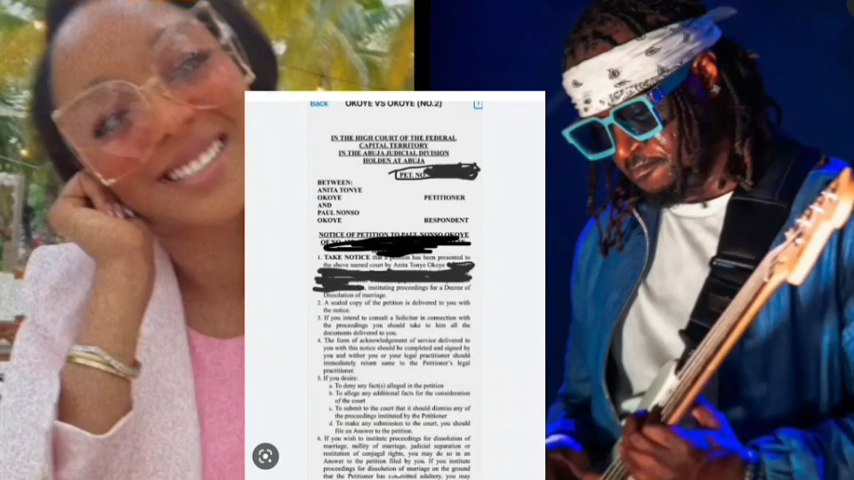 Back OKOYE VS OKOYE (NO.2)
IN THE HIGH COURT OF THE FEDERAL
CAPITAL TERRITORY
IN THE ABUJA JUDICIAL DIVISION
HOLDEN AT ABUJA
PET. NO
BETWEEN:
ANITA TONYE
OKOYE PETITIONER
AND
PAUL NONSO
OKOYE RESPONDENT
NOTICE OF PETITION TO PAUL NONSO OKOYE
OF NO
1. TAKE NOTICE that a petition has been presented to
the above named court by Anita Tonye Okoye
instituting proceedings for a Decree of
Dissolution of marriage.
2. A sealed copy of the petition is delivered to you with
the notice.
3. If you intend to consult a Solicitor in connection with
the proceedings you should take to him all the
documents delivered to you.
4. The form of acknowledgement of service delivered to
you with this notice should be completed and signed by
you and wither you or your legal practitioner should
immediately return same to the Petitioner's legal
practitioner.
5. If you desire:
a. To deny any fact(s) alleged in the petition
b. To allege any additional facts for the consideration
of the court
c. To submit to the court that it should dismiss any of
the proceedings instituted by the Petitioner
d. To make any submission to the court, you should
file an Answer to the petition.
6. If you wish to institute proceedings for dissolution of
marriage, nullity of marriage, judicial separation or
restitution of conjugal rights, you may do so in an
Answer to the petition filed by you. If you institute
proceedings for dissolution of marriage on the ground
that the Petitioner has committed adultery, you may